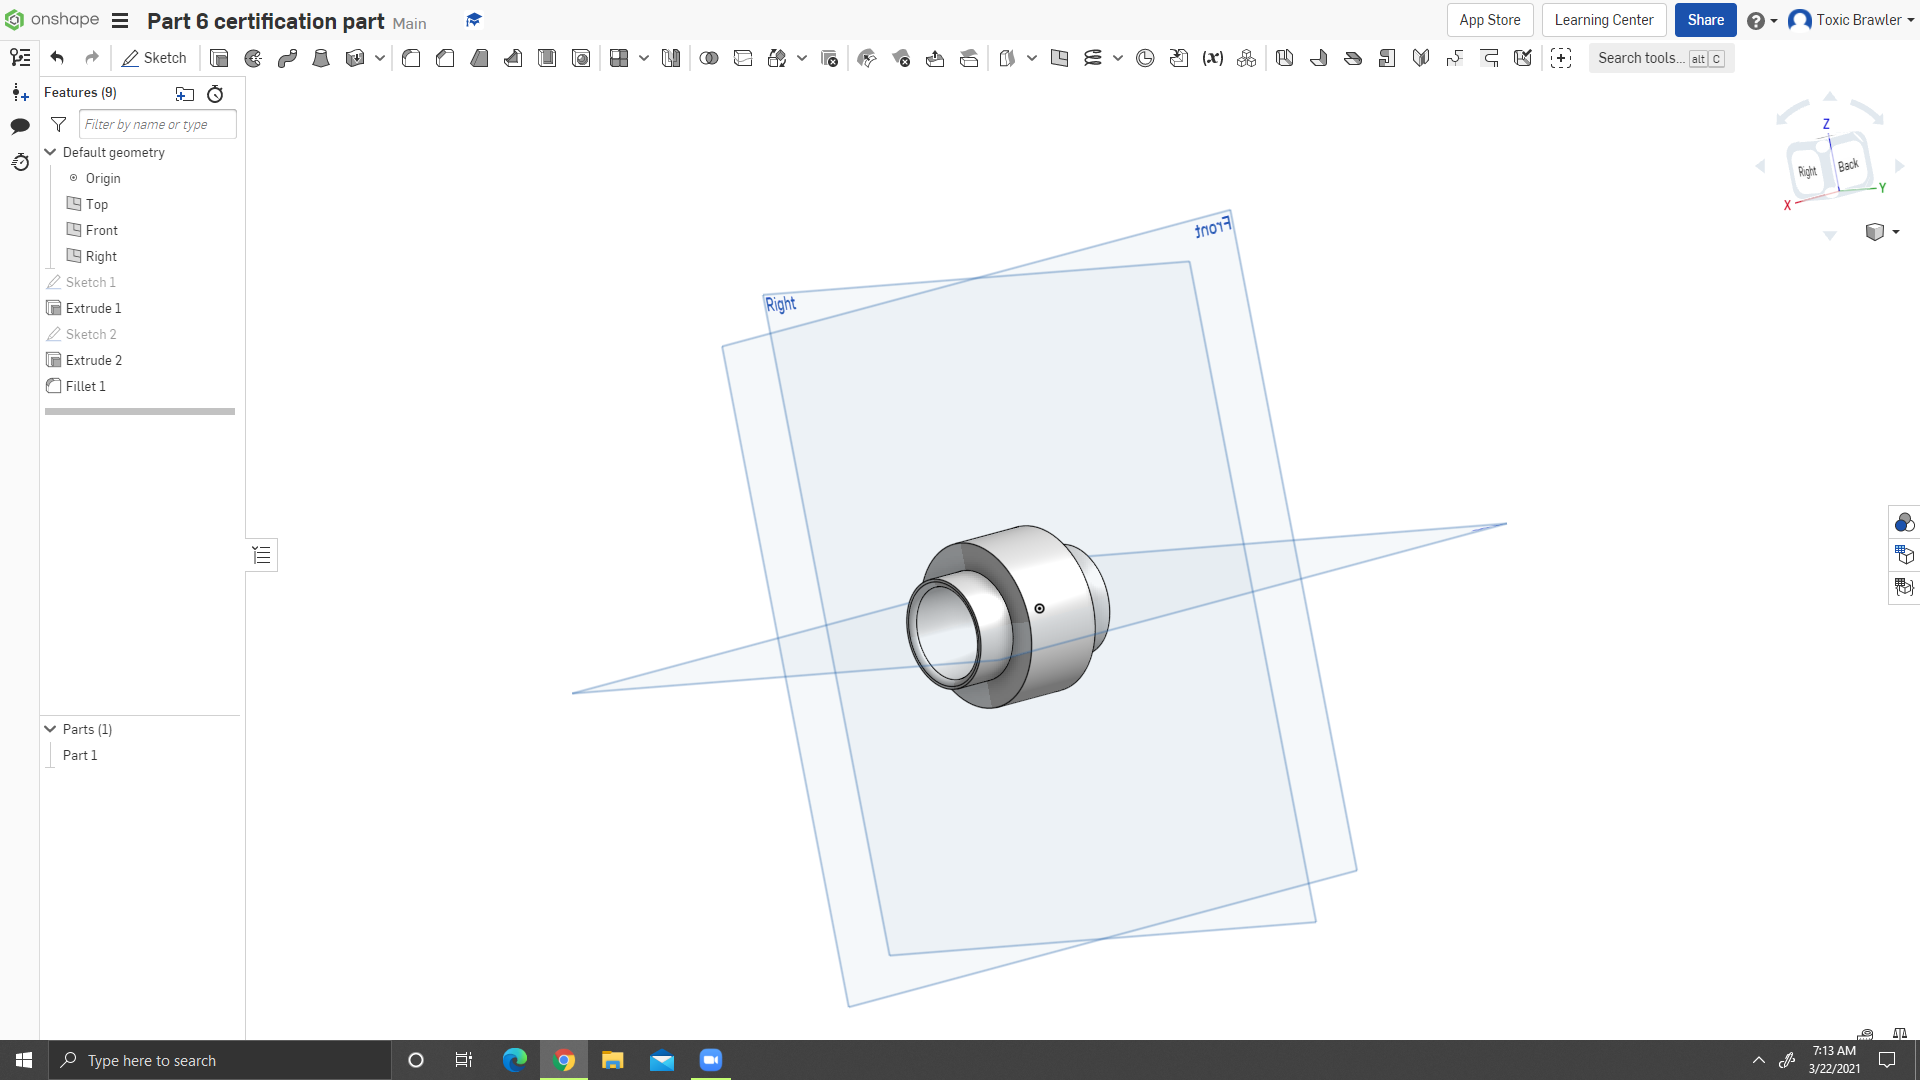 onshape Part 6 certification part Main App Store Learning Center Share Toxic Brawler
Sketch (x) Search tools... alt C
Features (9)
Filter by name or type
Default geometry
Origin
Top
Front
Right
Sketch 1
Extrude 1
Sketch 2
Extrude 2
Fillet 1
Parts (1)
Part 1
Z
Right Back
Y
X
Front
Right
Type here to search
7:13 AM
3/22/2021